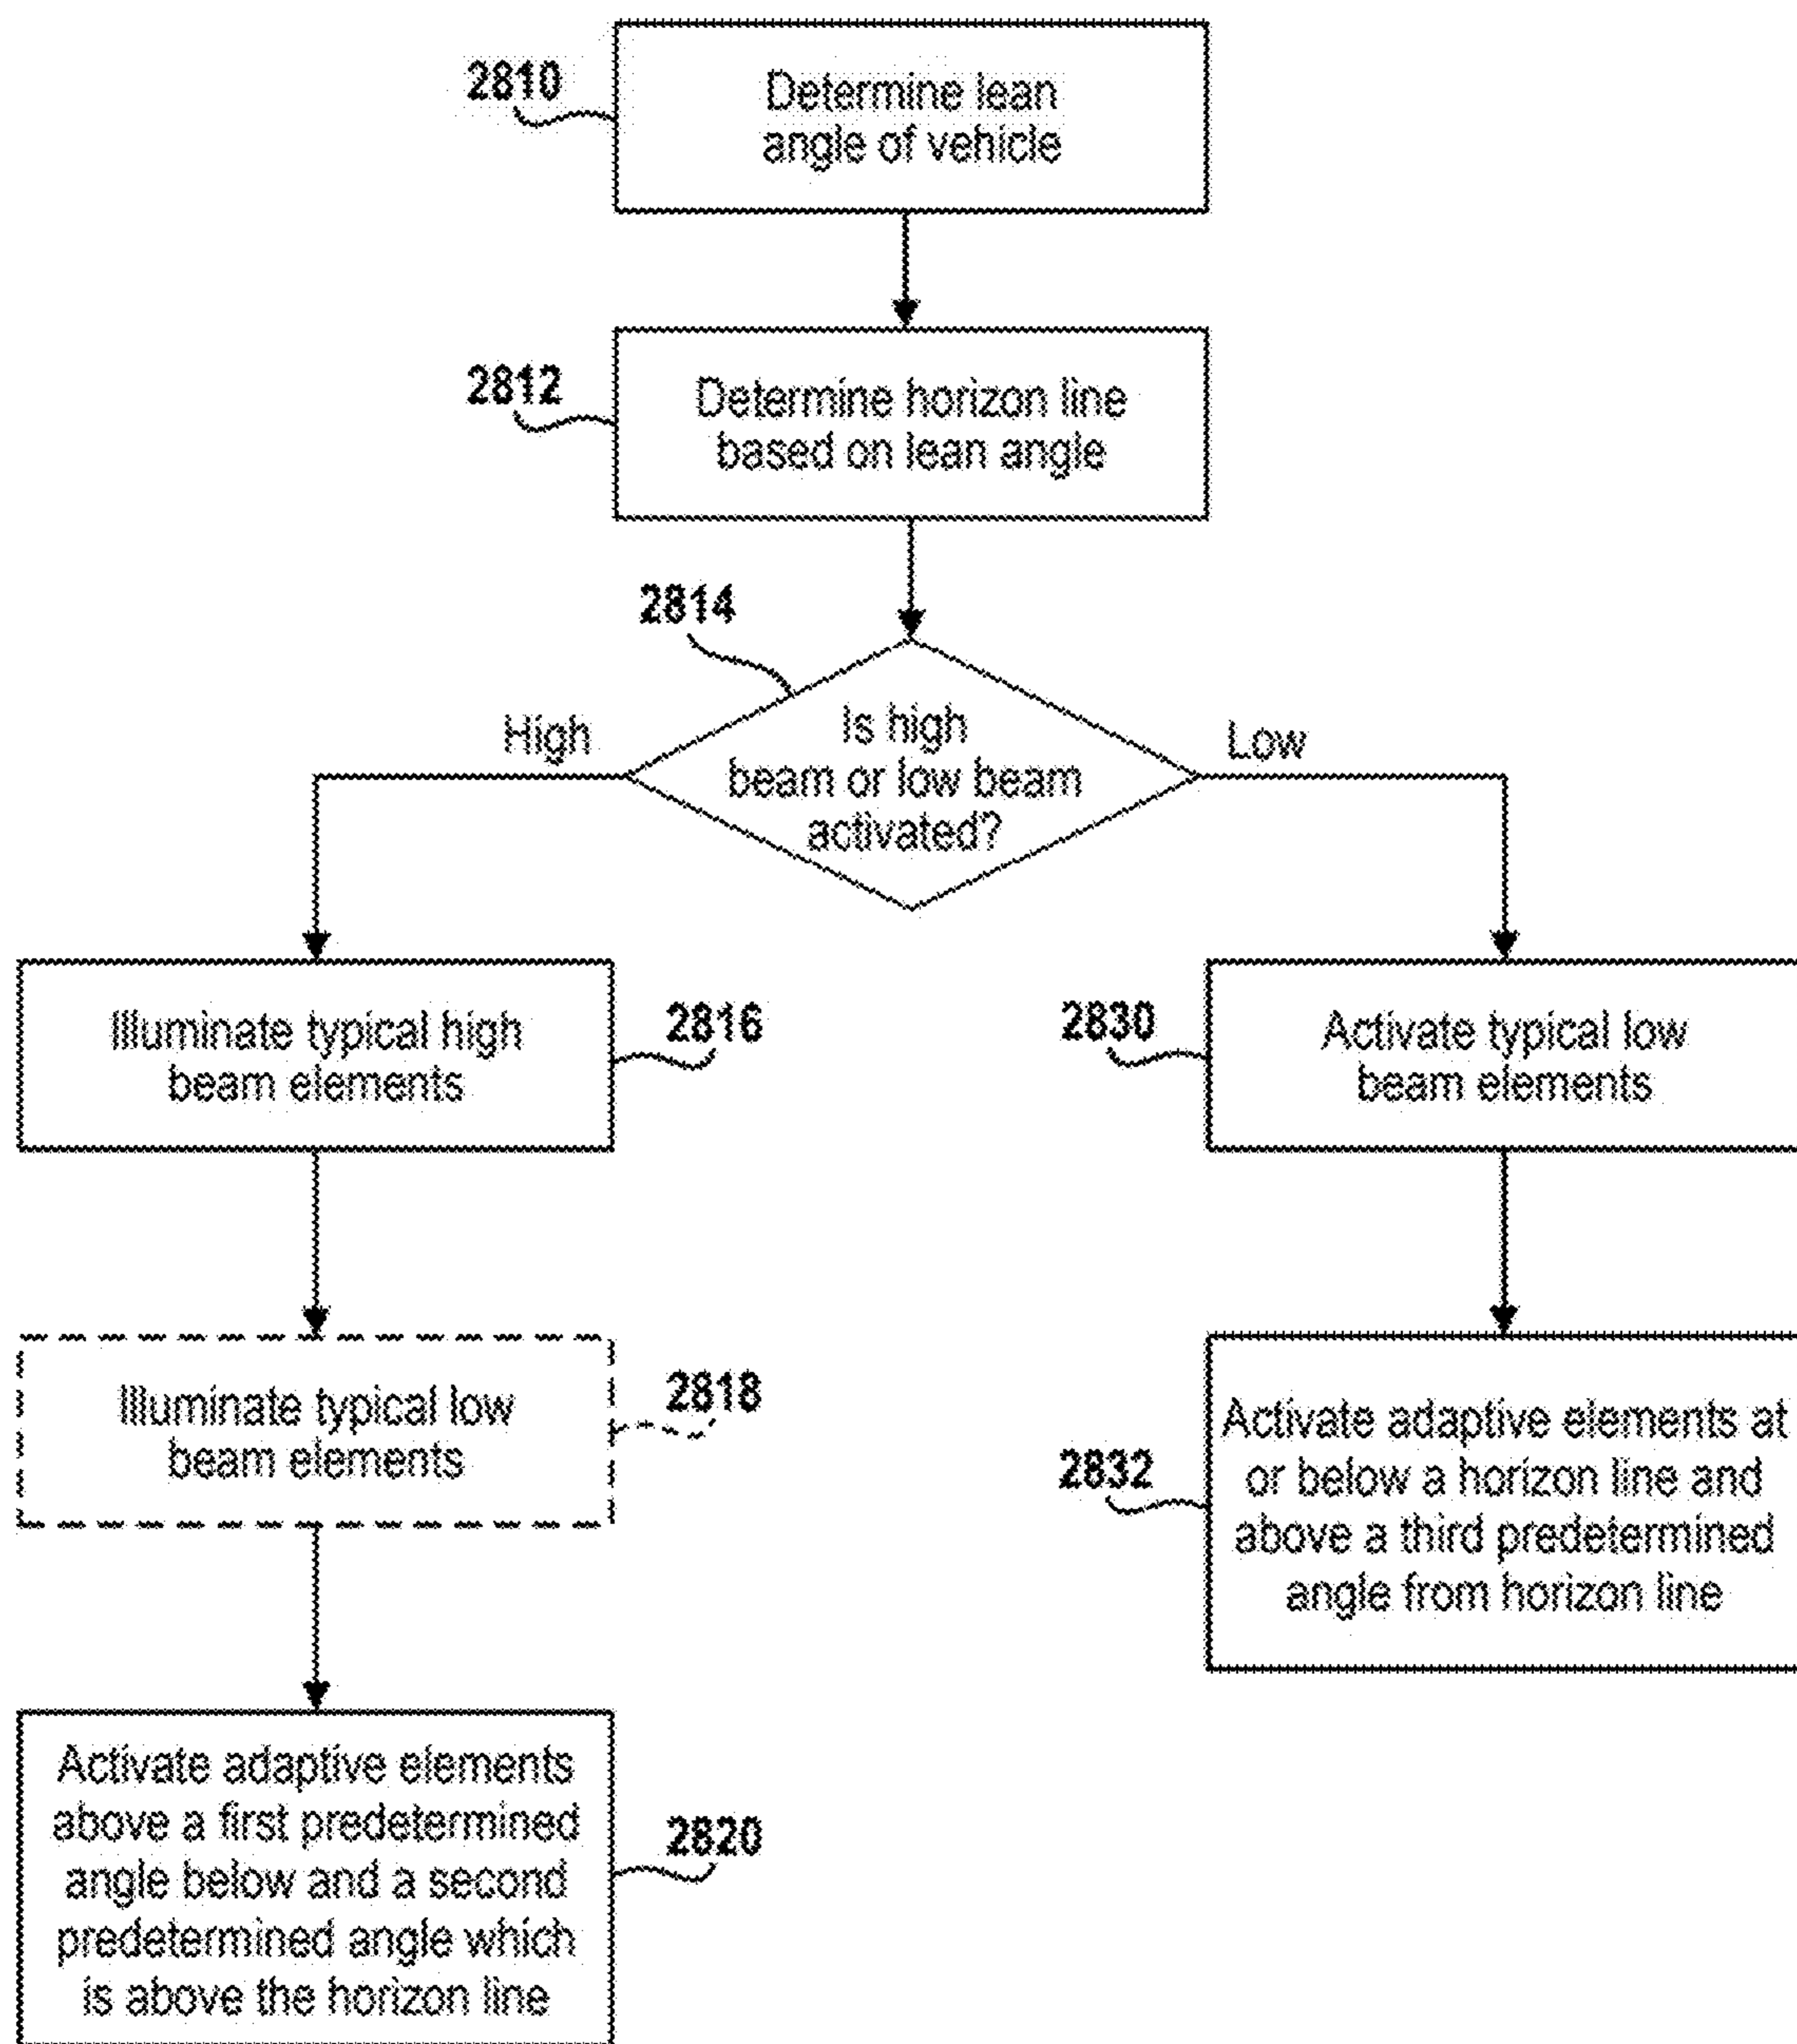 2810
Determine lean
angle of vehicle
2812
Determine horizon line
based on lean angle
2814
High
Is high
beam or low beam
activated?
Low
Illuminate typical high
beam elements
2816
2830
Activate typical low
beam elements
Illuminate typical low
beam elements
2818
2832
Activate adaptive elements at
or below a horizon line and
above a third predetermined
angle from horizon line
Activate adaptive elements
above a first predetermined
angle below and a second
predetermined angle which
is above the horizon line
2820